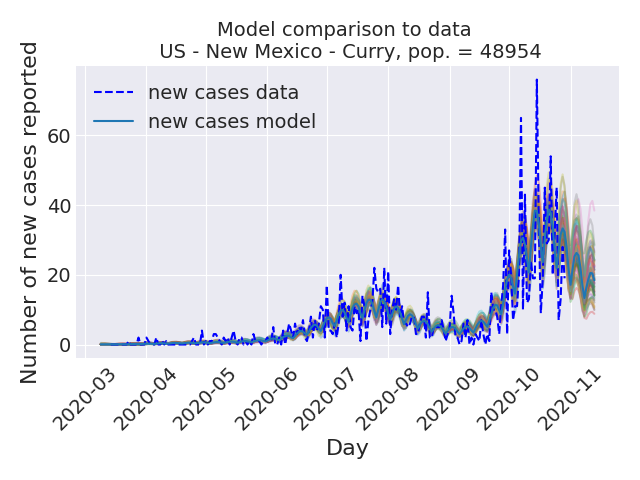 Model comparison to data
US - New Mexico - Curry, pop. = 48954
new cases data
new cases model
Number of new cases reported
60
40
20
0
2020-03
2020-04
2020-05
2020-06
2020-07
2020-08
2020-09
2020-10
2020-11
Day